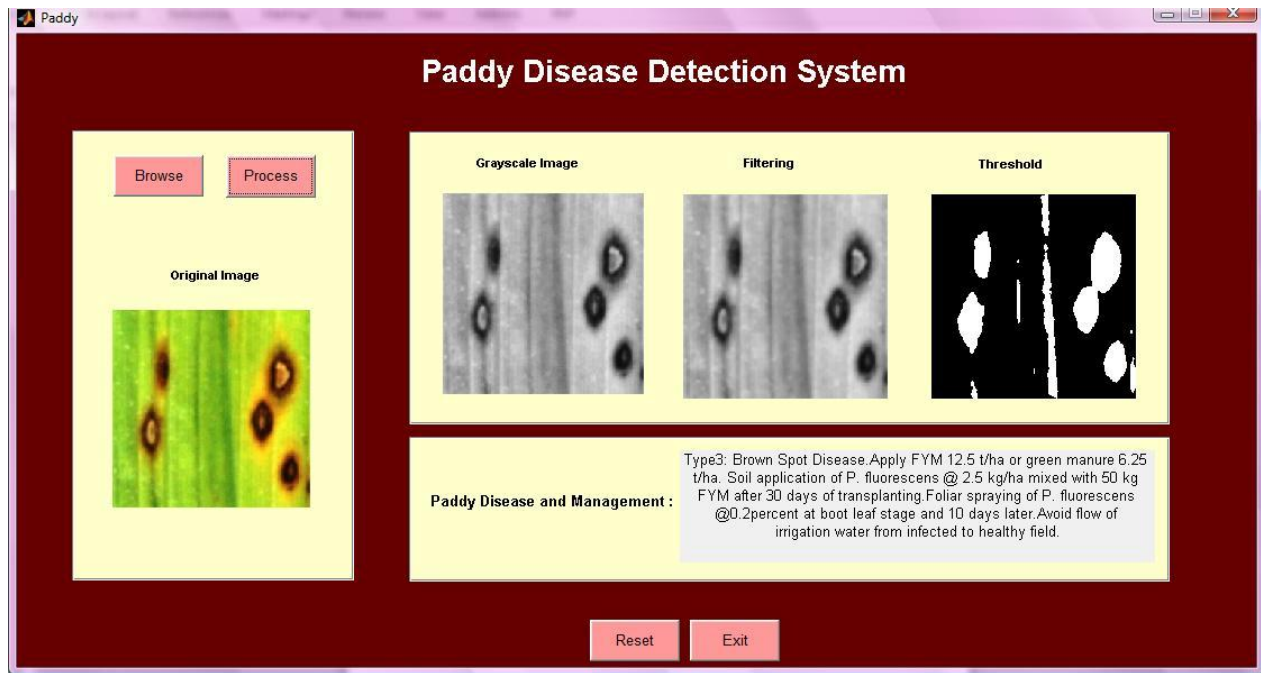 Paddy
Paddy Disease Detection System
Browse
Process
Original Image
Grayscale Image
Filtering
Threshold
Paddy Disease and Management :
Type3: Brown Spot Disease.Apply FYM 12.5 t/ha or green manure 6.25
t/ha. Soil application of P. fluorescens @ 2.5 kg/ha mixed with 50 kg
FYM after 30 days of transplanting.Foliar spraying of P. fluorescens
@0.2percent at boot leaf stage and 10 days later.Avoid flow of
irrigation water from infected to healthy field.
Reset
Exit